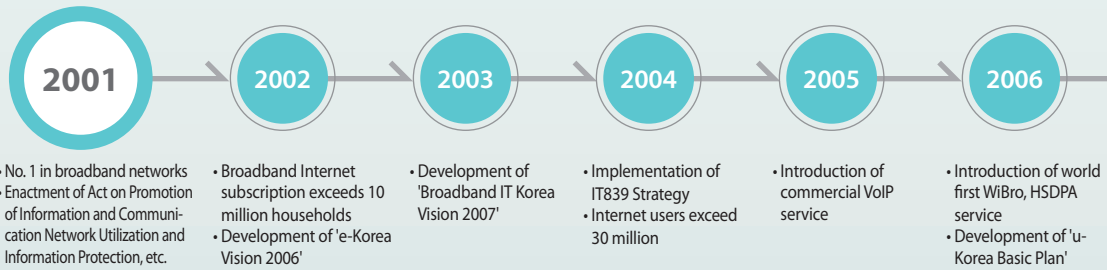 2001
• No. 1 in broadband networks
• Enactment of Act on Promotion
of Information and Communi-
cation Network Utilization and
Information Protection, etc.
2002
• Broadband Internet
subscription exceeds 10
million households
• Development of 'e-Korea
Vision 2006'
2003
• Development of
'Broadband IT Korea
Vision 2007'
2004
• Implementation of
IT839 Strategy
• Internet users exceed
30 million
2005
• Introduction of
commercial VoIP
service
2006
• Introduction of world
first WiBro, HSDPA
service
• Development of 'u-
Korea Basic Plan'